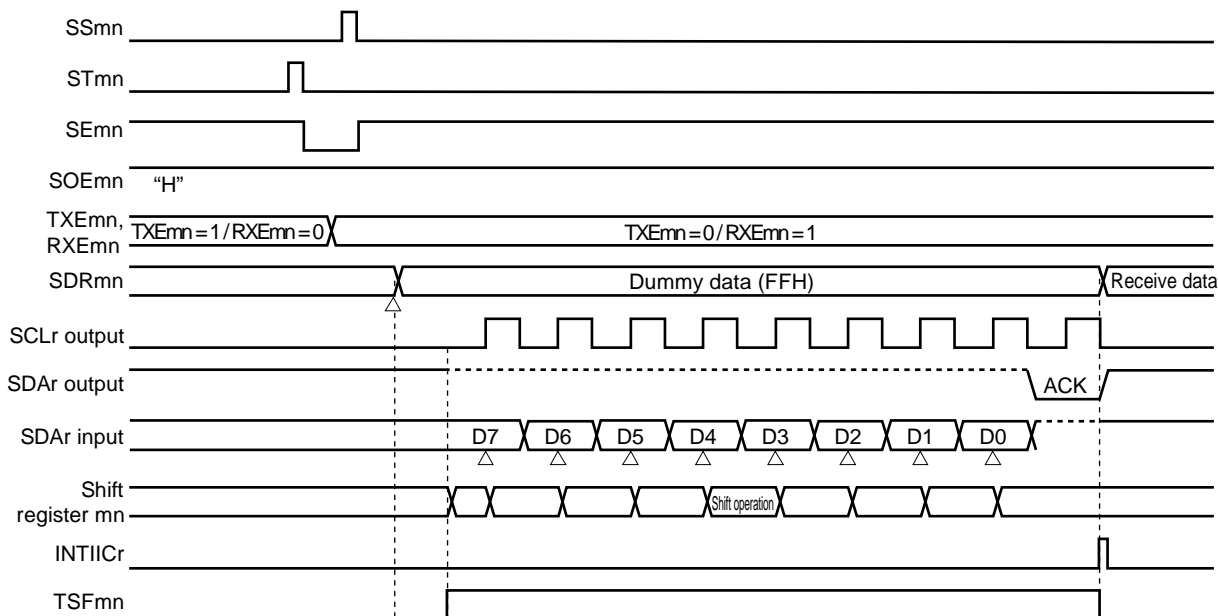 SSmn
STmn
SEmn
SOEmn “H”
TXEmn,
RXEmn
TXEmn=1/RXEmn=0 TXEmn=0/RXEmn=1
SDRmn Dummy data (FFH) Receive data
SCLr output
SDAr output ACK
SDAr input D7 D6 D5 D4 D3 D2 D1 D0
Shift
register mn
Shift operation
INTIICr
TSFmn